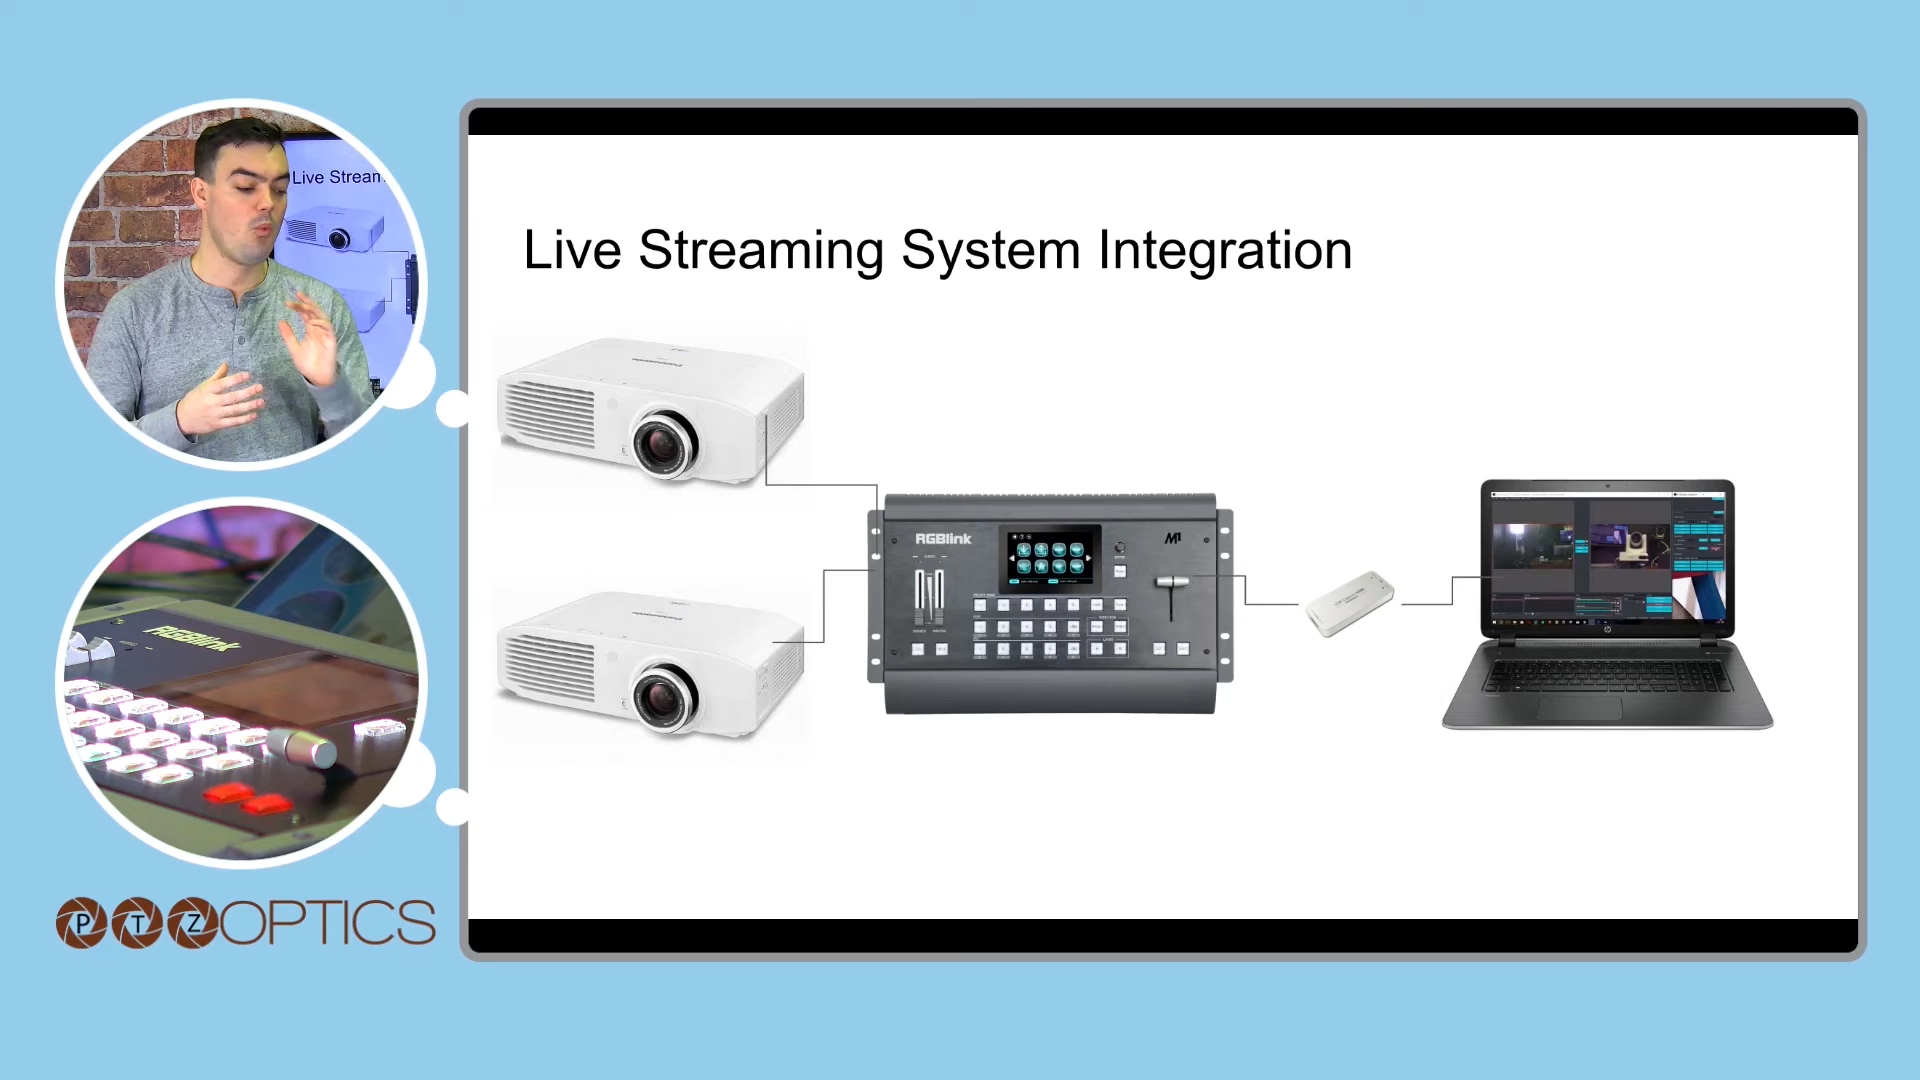 Live Stream
Live Streaming System Integration
RGBlink
M1
RGBlink
PTZOPTICS